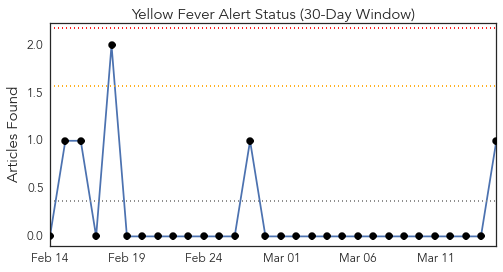 Yellow Fever Alert Status (30-Day Window)
Articles Found
2.0
1.5
1.0
0.5
0.0
Feb 14 Feb 19 Feb 24 Mar 01 Mar 06 Mar 11